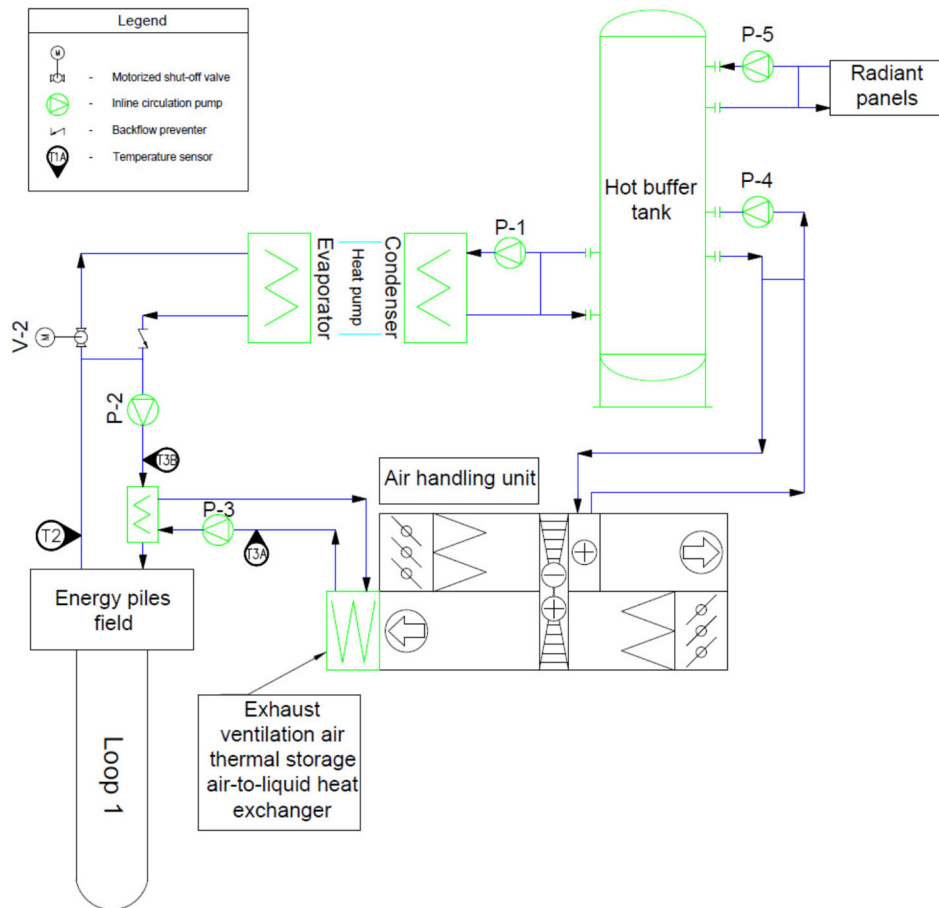 Legend
M
- Motorized shut-off valve
- Inline circulation pump
- Backflow preventer
T1A
- Temperature sensor
P-5
Radiant
panels
Hot buffer
tank
P-4
P-1
Evaporator
Heat pump
Condenser
V-2
M
P-2
T3B
P-3
T3A
T2
Air handling unit
Energy piles
field
Loop 1
Exhaust
ventilation air
thermal storage
air-to-liquid heat
exchanger